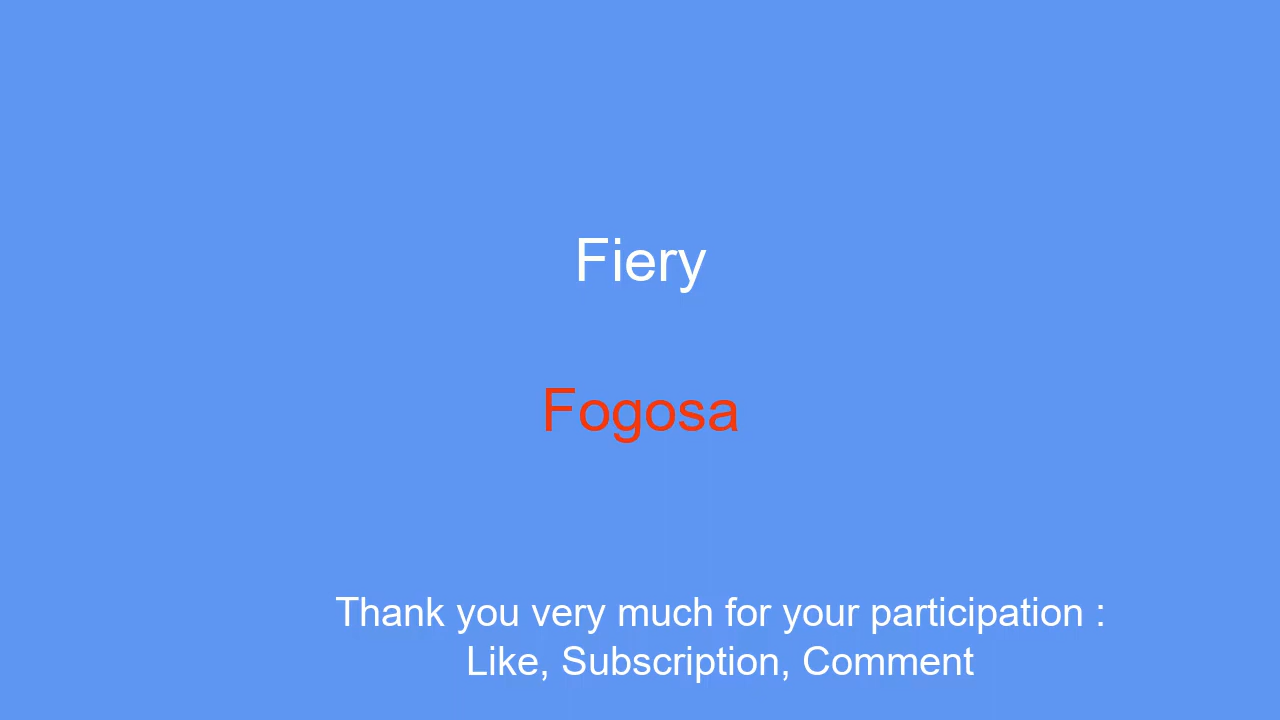 Fiery
Fogosa
Thank you very much for your participation :
Like, Subscription, Comment